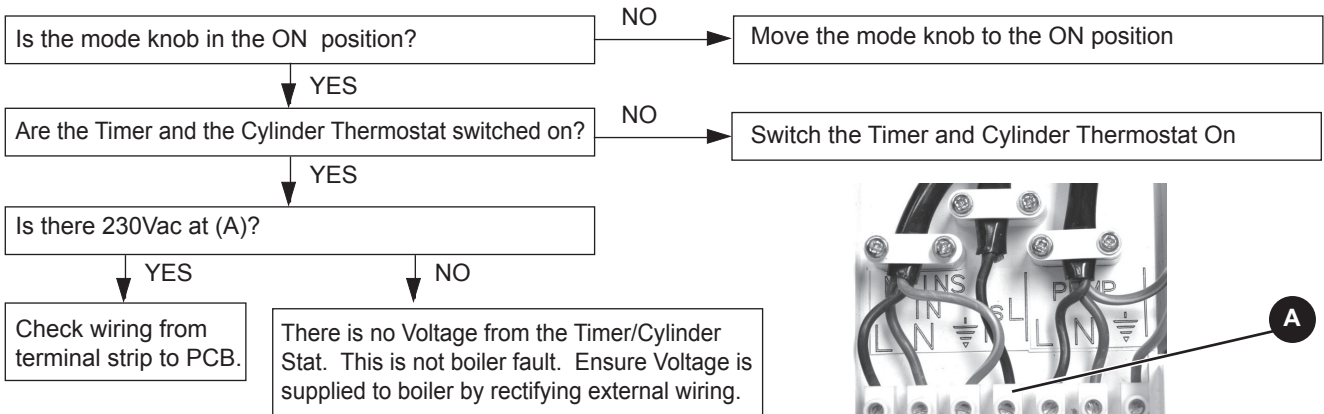 Is the mode knob in the ON position?
NO
Move the mode knob to the ON position
YES
Are the Timer and the Cylinder Thermostat switched on?
NO
Switch the Timer and Cylinder Thermostat On
YES
Is there 230Vac at (A)?
YES
NO
Check wiring from
terminal strip to PCB.
There is no Voltage from the Timer/Cylinder
Stat. This is not boiler fault. Ensure Voltage is
supplied to boiler by rectifying external wiring.
IN
L N
L N
A